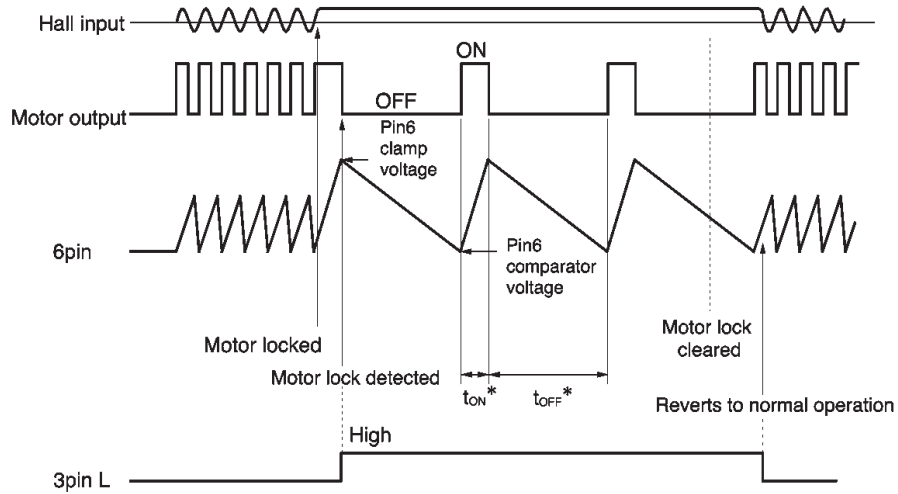 Hall input
ON
OFF
Motor output
Pin6
clamp
voltage
6pin
Pin6
comparator
voltage
Motor locked
Motor lock
cleared
Motor lock detected
tON*
tOFF*
Reverts to normal operation
High
3pin L